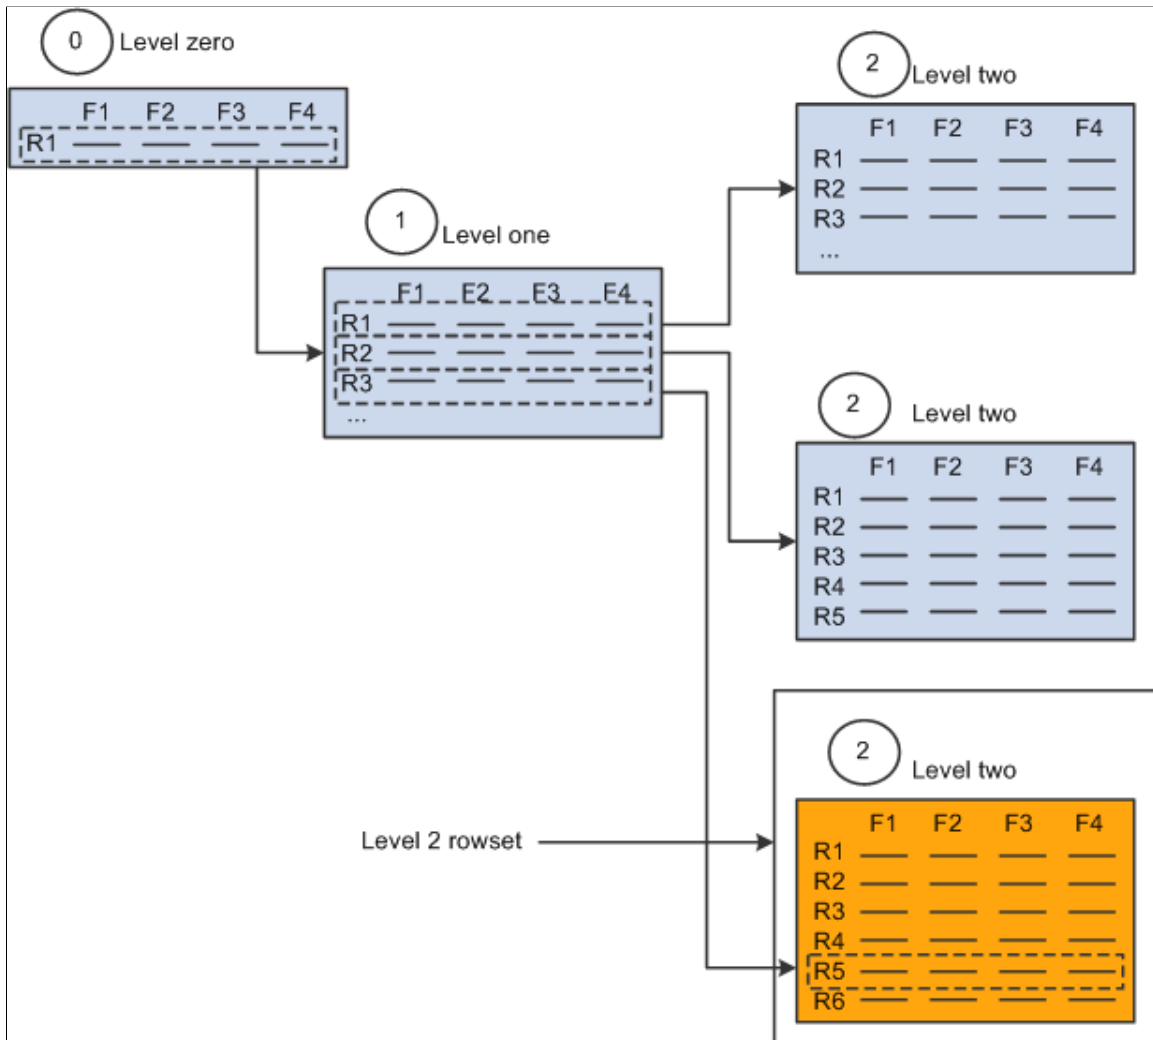 0 Level zero
F1 F2 F3 F4
R1
1 Level one
F1 F2 F3 F4
R1
R2
R3
...
2 Level two
F1 F2 F3 F4
R1
R2
R3
...
2 Level two
F1 F2 F3 F4
R1
R2
R3
R4
R5
Level 2 rowset
2 Level two
F1 F2 F3 F4
R1
R2
R3
R4
R5
R6